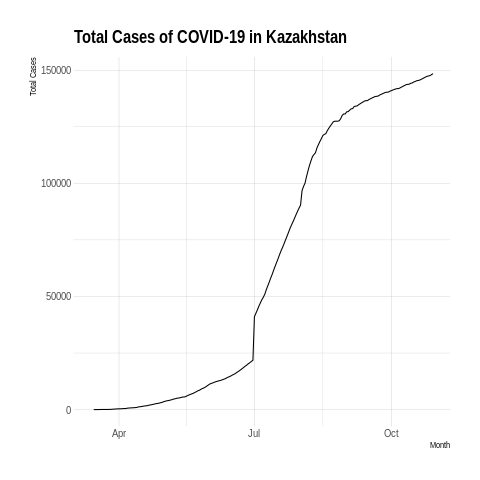 Total Cases of COVID-19 in Kazakhstan
Total Cases
150000
100000
50000
0
Apr
Jul
Oct
Month